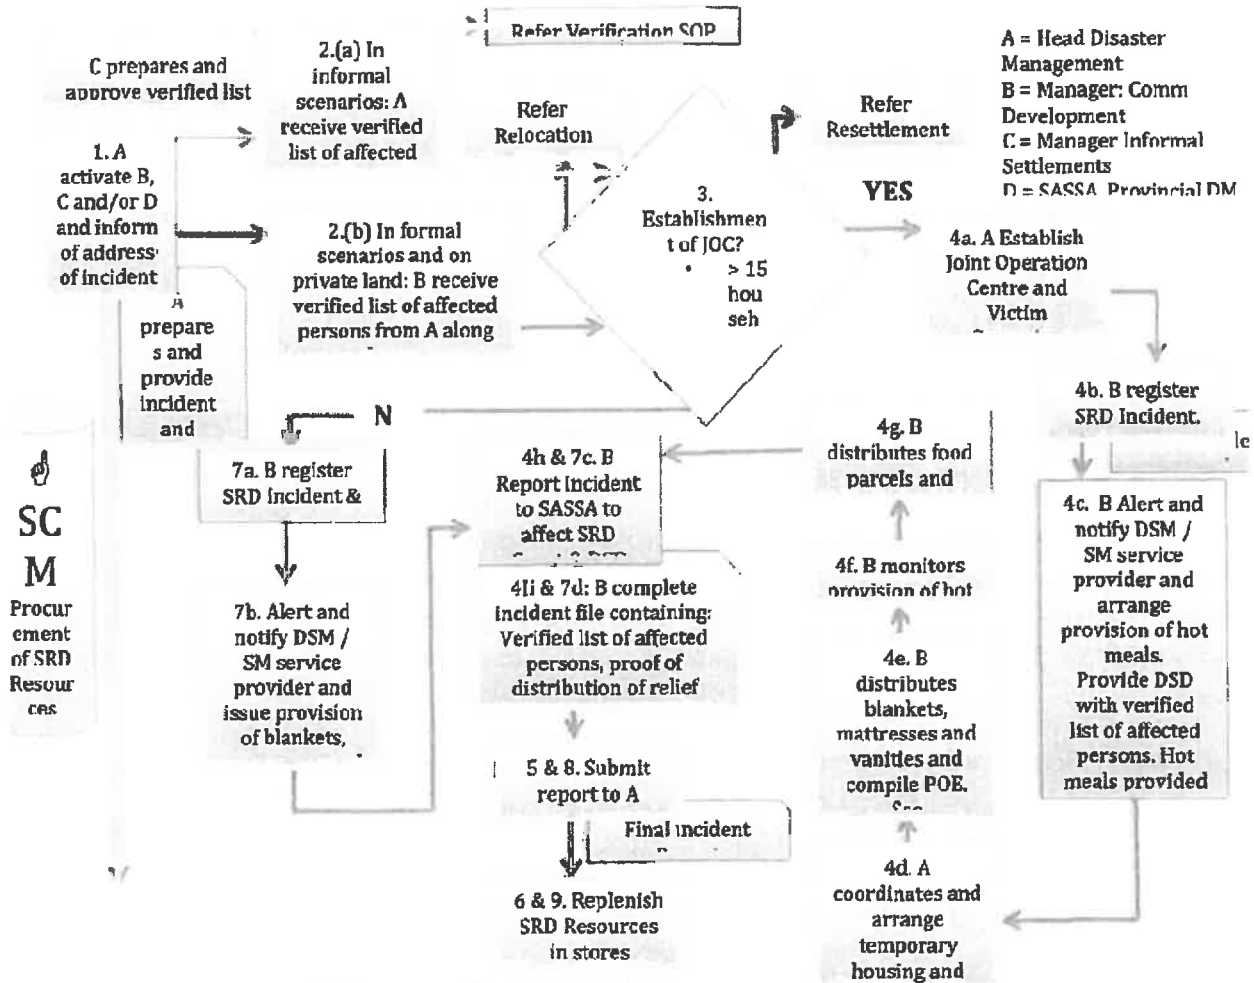 Refer Verification SOP
C prepares and
approve verified list
2.(a) In
informal
scenarios: A
receive verified
list of affected
Refer
Relocation
Refer
Resettlement
A = Head Disaster
Management
B = Manager: Comm
Development
C = Manager Informal
Settlements
D = SASSA, Provincial DM
1. A
activate B,
C and/or D
and inform
of address
of incident
2.(b) In formal
scenarios and on
private land: B receive
verified list of affected
persons from A along
A
prepare
s and
provide
incident
and
3.
Establishmen
t of JOC?
• > 15
hou
seh
YES
4a. A Establish
Joint Operation
Centre and
Victim
4b. B register
SRD Incident.
le
N
7a. B register
SRD Incident &
4h & 7c. B
Report Incident
to SASSA to
affect SRD
4g. B
distributes food
parcels and
4c. B Alert and
notify DSM /
SM service
provider and
arrange
provision of hot
meals.
Provide DSD
with verified
list of affected
persons. Hot
meals provided
SC
M
Procur
ement
of SRD
Resour
ces
7b. Alert and
notify DSM /
SM service
provider and
issue provision
of blankets,
4Ii & 7d: B complete
incident file containing:
Verified list of affected
persons, proof of
distribution of relief
4f. B monitors
provision of hot
4e. B
distributes
blankets,
mattresses and
vanities and
compile POE.
5 & 8. Submit
report to A
Final incident
4d. A
coordinates and
arrange
temporary
housing and
6 & 9. Replenish
SRD Resources
in stores